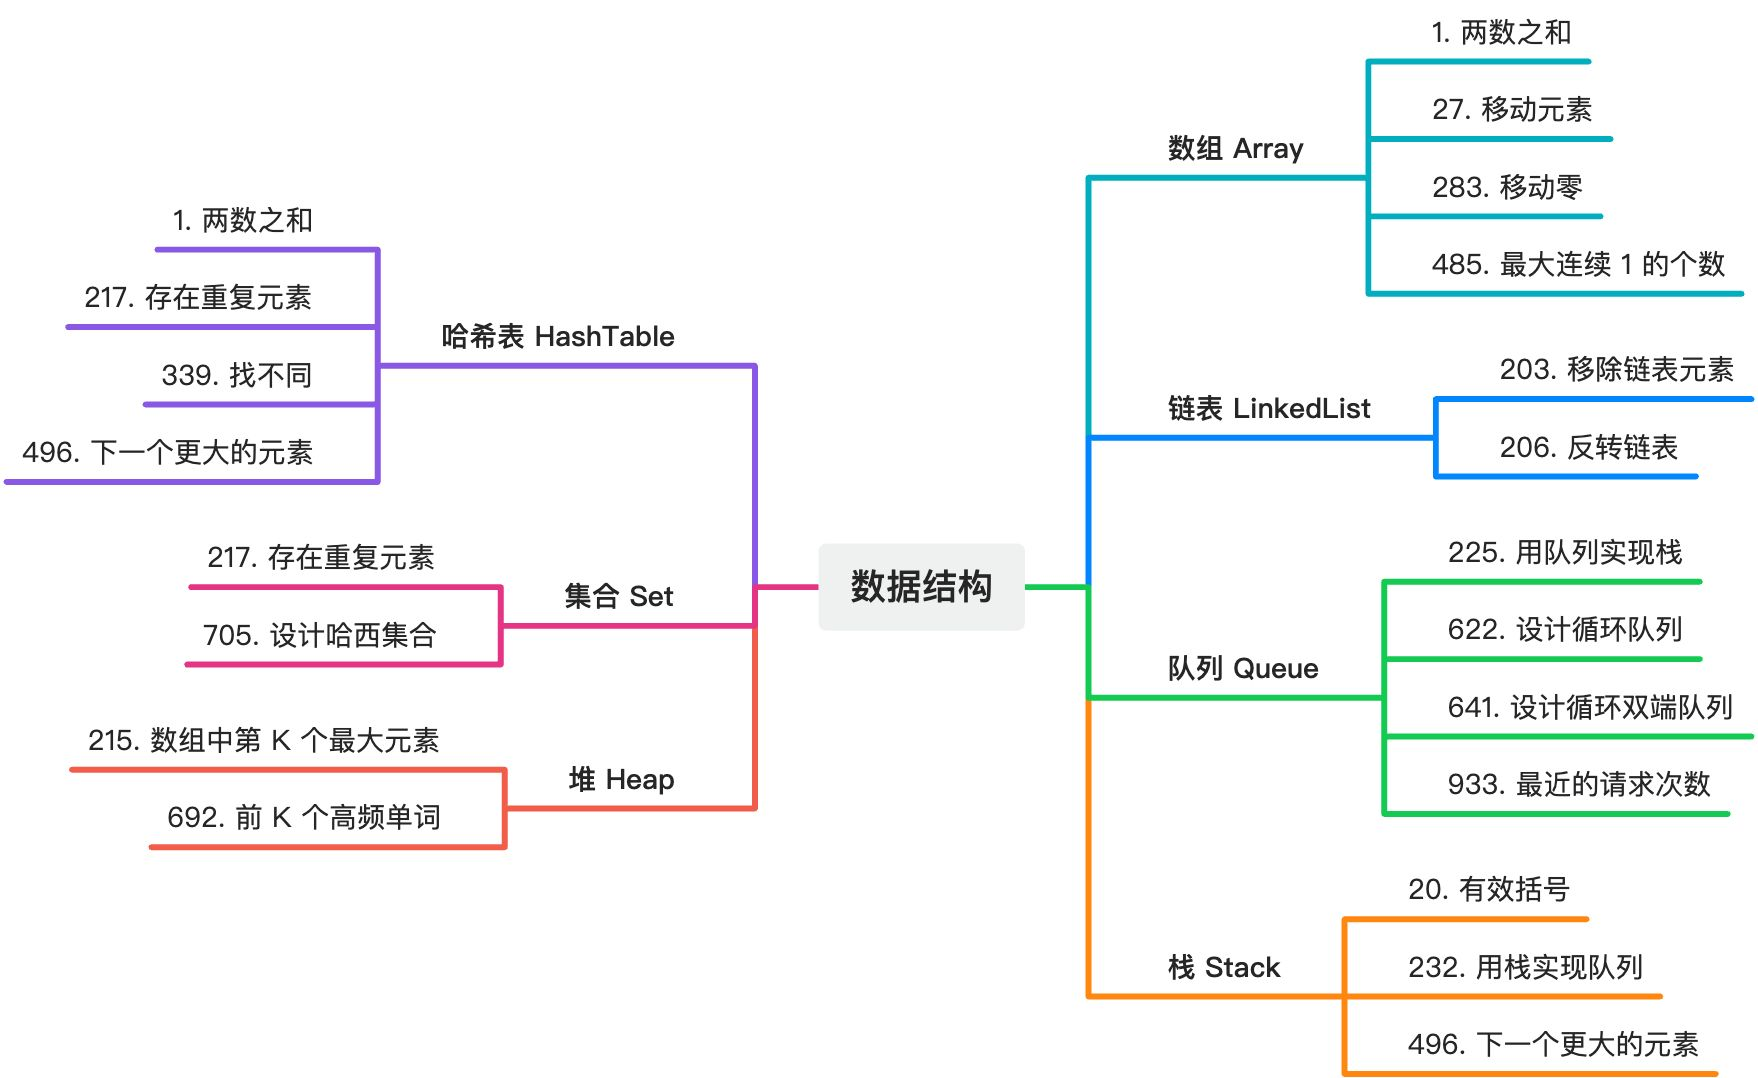 数据结构
数组 Array
1. 两数之和
27. 移动元素
283. 移动零
485. 最大连续 1 的个数
链表 LinkedList
203. 移除链表元素
206. 反转链表
队列 Queue
225. 用队列实现栈
622. 设计循环队列
641. 设计循环双端队列
933. 最近的请求次数
栈 Stack
20. 有效括号
232. 用栈实现队列
496. 下一个更大的元素
哈希表 HashTable
1. 两数之和
217. 存在重复元素
339. 找不同
496. 下一个更大的元素
集合 Set
217. 存在重复元素
705. 设计哈西集合
堆 Heap
215. 数组中第 K 个最大元素
692. 前 K 个高频单词